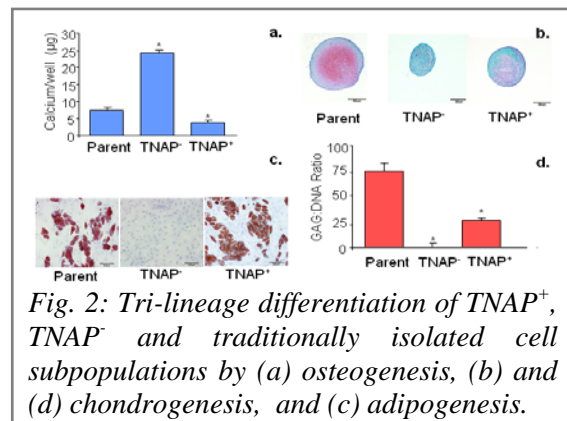 a.
b.
Calcium/well (µg)
30
25
20
15
10
5
0
*
*
Parent TNAP- TNAP+
Parent TNAP- TNAP+
c.
d.
GAG:DNA Ratio
100
75
50
25
0
*
*
Parent TNAP- TNAP+
Parent TNAP- TNAP+
Fig. 2: Tri-lineage differentiation of TNAP+,
TNAP- and traditionally isolated cell
subpopulations by (a) osteogenesis, (b) and
(d) chondrogenesis, and (c) adipogenesis.